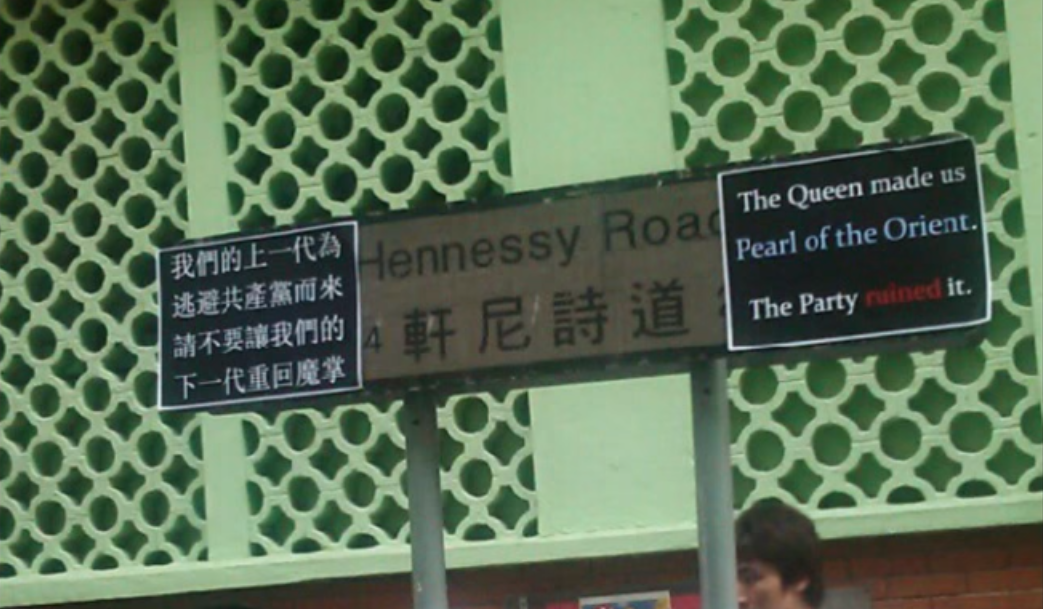 我們的上一代為
逃避共產黨而來
請不要讓我們的
下一代重回魔掌
Hennessy Road
4 軒尼詩道
The Queen made us
Pearl of the Orient.
The Party ruined it.